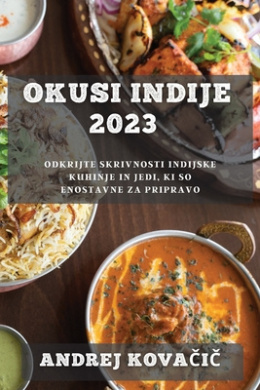 OKUSI INDIJE
2023
ODKRIJTE SKRIVNOSTI INDIJSKE
KUHINJE IN JEDI, KI SO
ENOSTAVNE ZA PRIPRAVO
ANDREJ KOVAČIČ